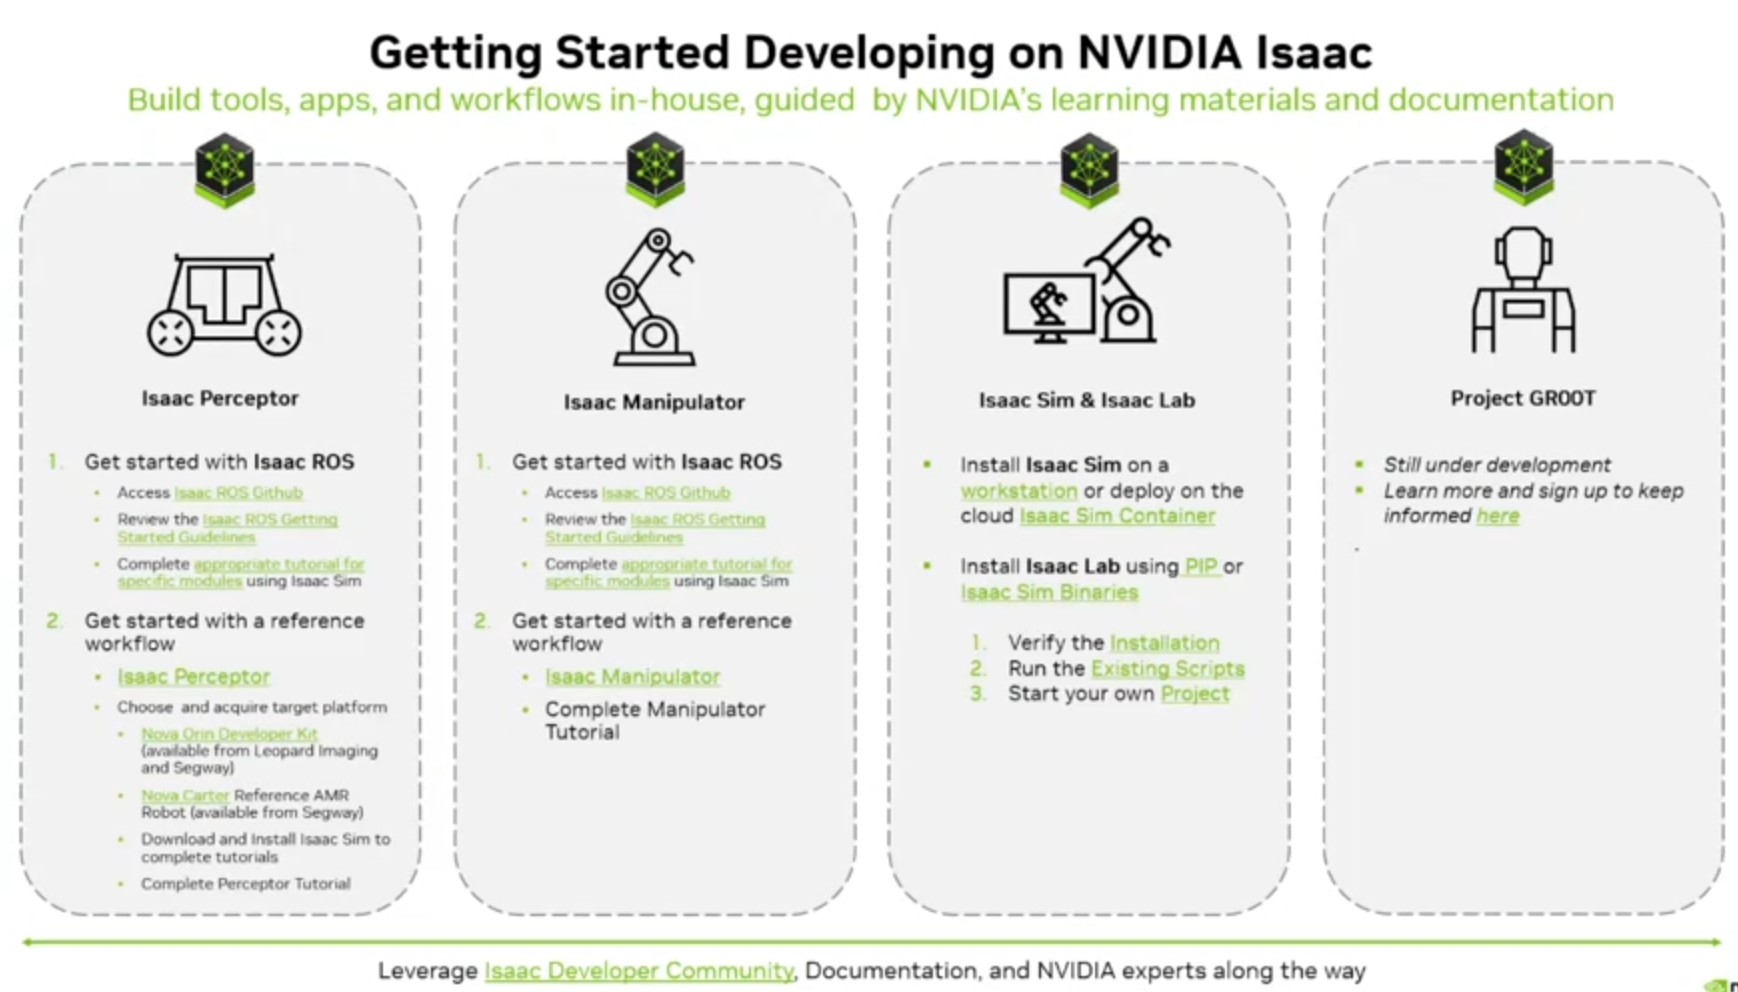 Getting Started Developing on NVIDIA Isaac
Build tools, apps, and workflows in-house, guided by NVIDIA's learning materials and documentation
Isaac Perceptor
1. Get started with Isaac ROS
• Access Isaac ROS Github
• Review the Isaac ROS Getting
Started Guidelines
• Complete appropriate tutorial for
specific modules using Isaac Sim
2. Get started with a reference
workflow
• Isaac Perceptor
• Choose and acquire target platform
• Nova Orin Developer Kit
(available from Leopard Imaging
and Segway)
• Nova Carter Reference AMR
Robot (available from Segway)
• Download and Install Isaac Sim to
complete tutorials
• Complete Perceptor Tutorial
Isaac Manipulator
1. Get started with Isaac ROS
• Access Isaac ROS Github
• Review the Isaac ROS Getting
Started Guidelines
• Complete appropriate tutorial for
specific modules using Isaac Sim
2. Get started with a reference
workflow
• Isaac Manipulator
• Complete Manipulator
Tutorial
Isaac Sim & Isaac Lab
▪ Install Isaac Sim on a
workstation or deploy on the
cloud Isaac Sim Container
▪ Install Isaac Lab using PIP or
Isaac Sim Binaries
1. Verify the Installation
2. Run the Existing Scripts
3. Start your own Project
Project GR00T
▪ Still under development
▪ Learn more and sign up to keep
informed here
Leverage Isaac Developer Community, Documentation, and NVIDIA experts along the way